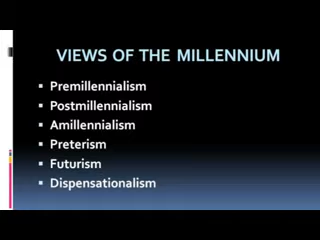 VIEWS OF THE MILLENNIUM
▪ Premillennialism
▪ Postmillennialism
▪ Amillennialism
▪ Preterism
▪ Futurism
▪ Dispensationalism